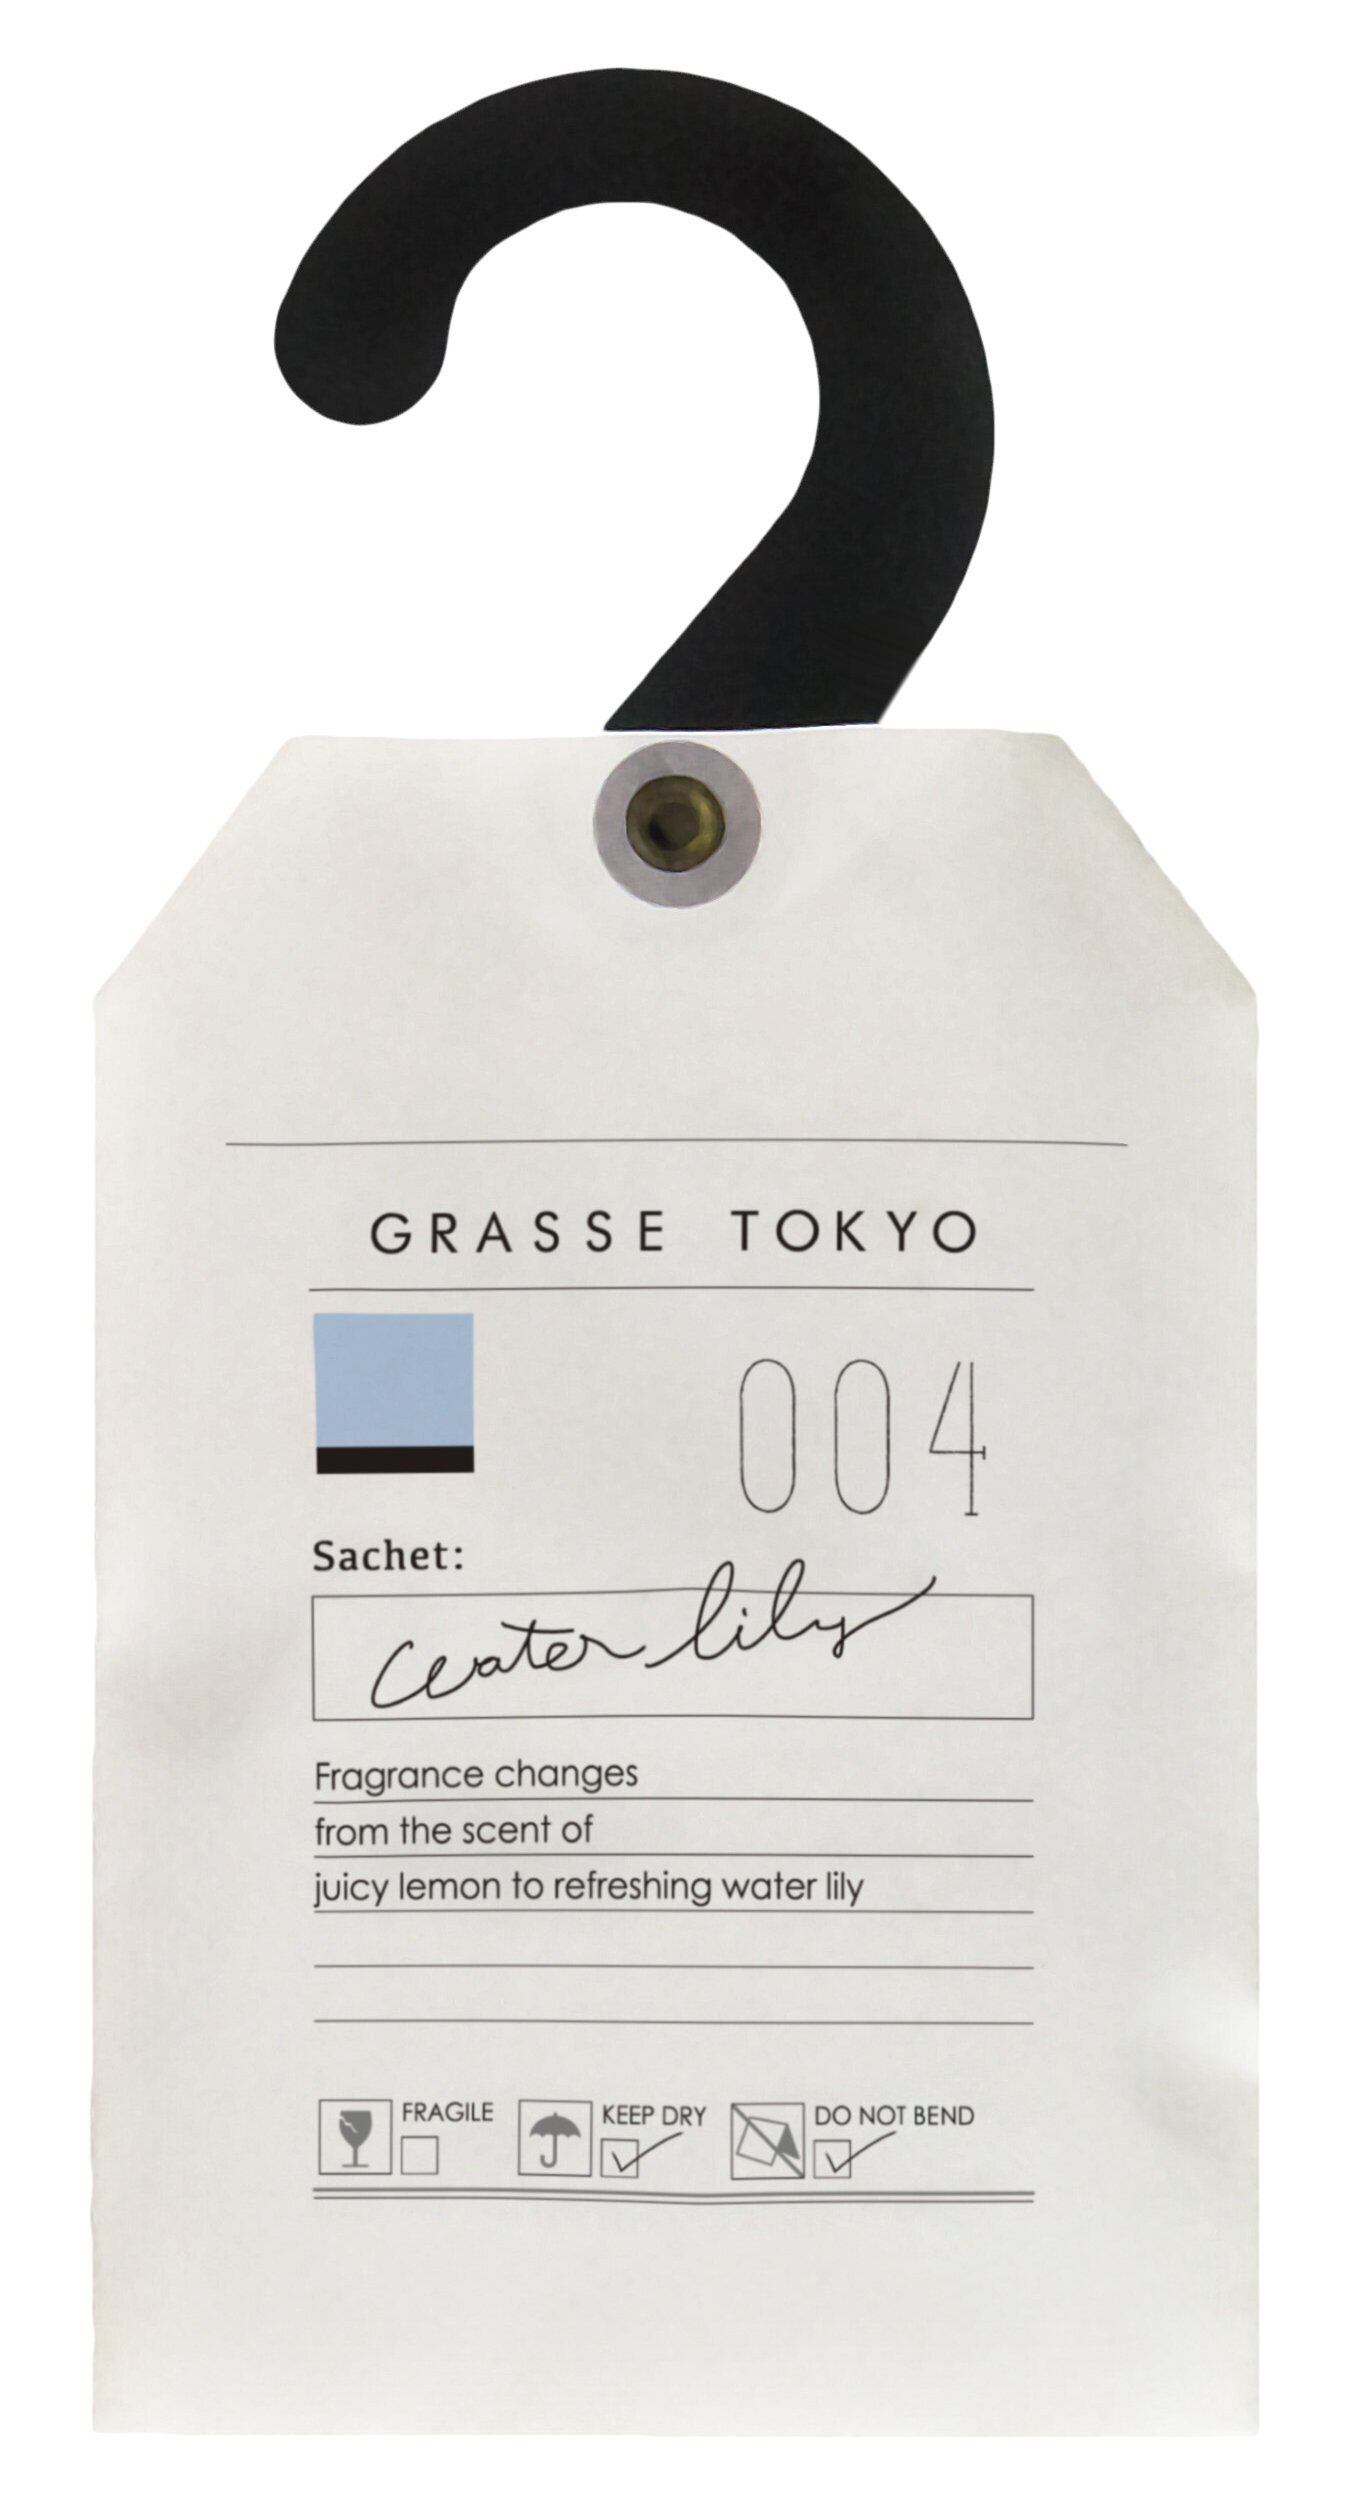 GRASSE TOKYO
004
Sachet:
water lily
Fragrance changes
from the scent of
juicy lemon to refreshing water lily
FRAGILE KEEP DRY DO NOT BEND